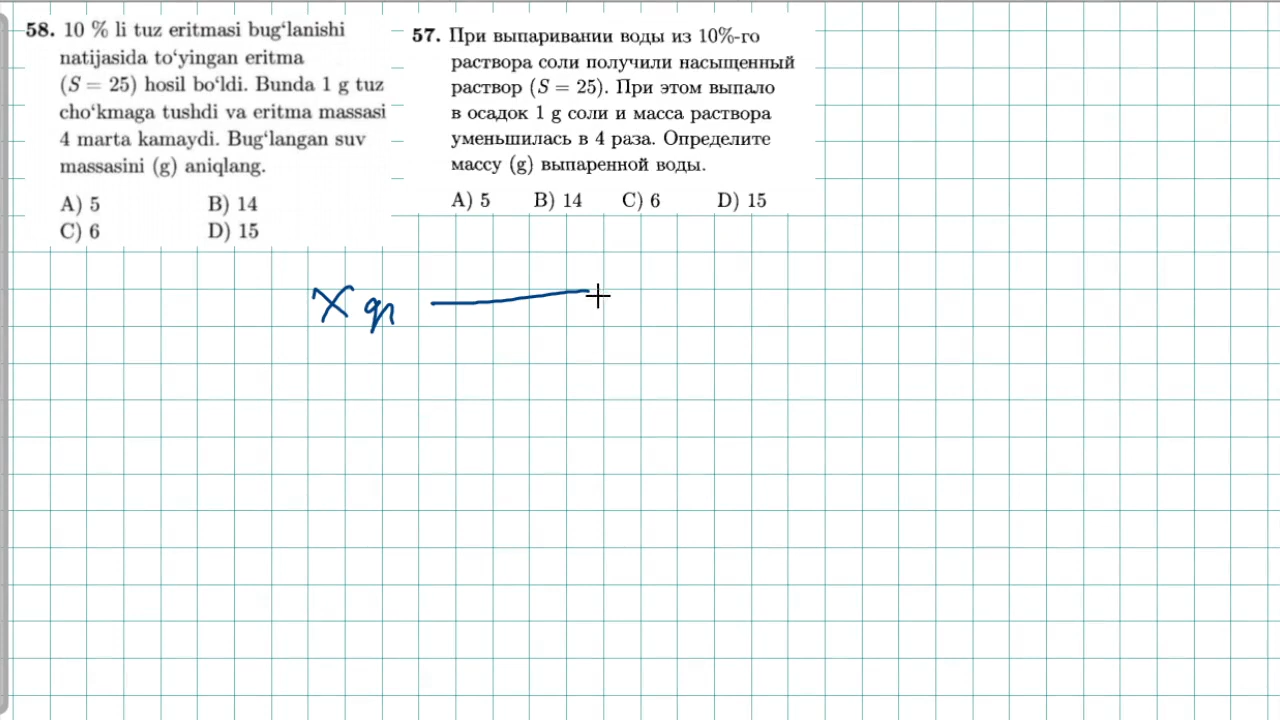 58. 10 % li tuz eritmasi bug‘lanishi
natijasida to‘yingan eritma
(S = 25) hosil bo‘ldi. Bunda 1 g tuz
cho‘kmaga tushdi va eritma massasi
4 marta kamaydi. Bug‘langan suv
massasini (g) aniqlang.
A) 5 B) 14
C) 6 D) 15
57. При выпаривании воды из 10%-го
раствора соли получили насыщенный
раствор (S = 25). При этом выпало
в осадок 1 g соли и масса раствора
уменьшилась в 4 раза. Определите
массу (g) выпаренной воды.
A) 5 B) 14 C) 6 D) 15
X